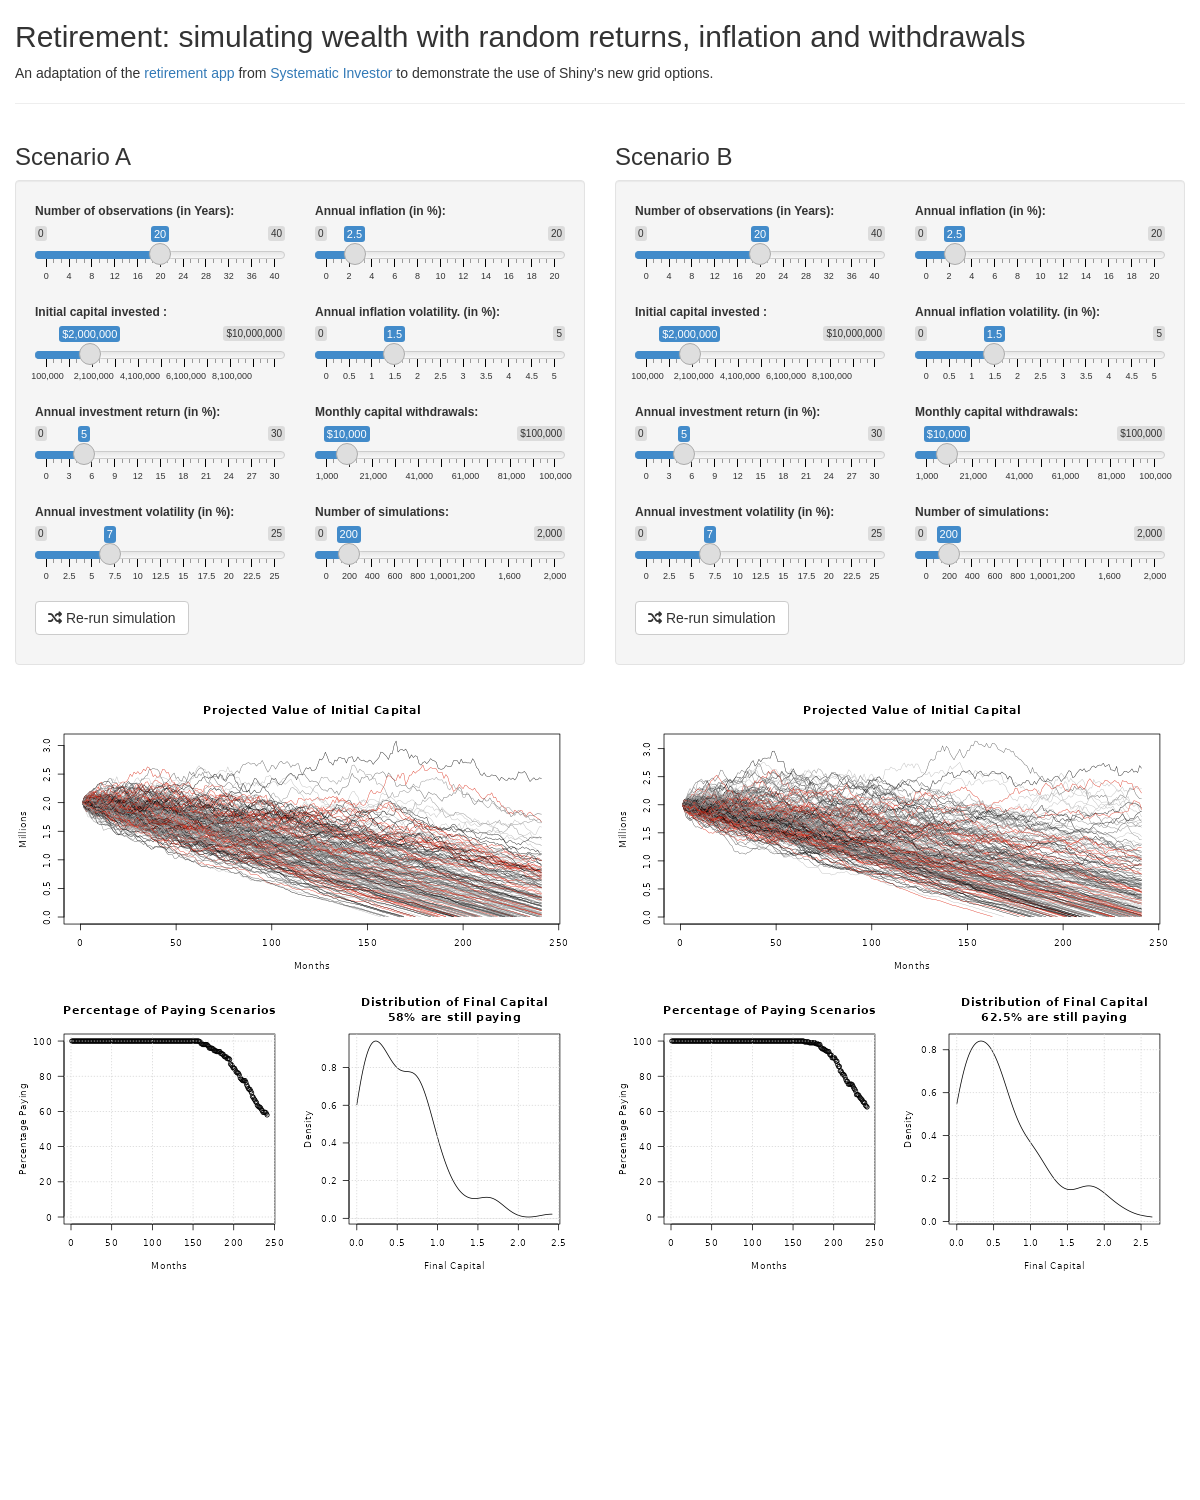 Retirement: simulating wealth with random returns, inflation and withdrawals
An adaptation of the retirement app from Systematic Investor to demonstrate the use of Shiny's new grid options.
Scenario A
Number of observations (in Years):
0 20 40
0 4 8 12 16 20 24 28 32 36 40
Initial capital invested :
$2,000,000 $10,000,000
100,000 2,100,000 4,100,000 6,100,000 8,100,000
Annual investment return (in %):
0 5 30
0 3 6 9 12 15 18 21 24 27 30
Annual investment volatility (in %):
0 7 25
0 2.5 5 7.5 10 12.5 15 17.5 20 22.5 25
Annual inflation (in %):
0 2.5 20
0 2 4 6 8 10 12 14 16 18 20
Annual inflation volatility. (in %):
0 1.5 5
0 0.5 1 1.5 2 2.5 3 3.5 4 4.5 5
Monthly capital withdrawals:
$10,000 $100,000
1,000 21,000 41,000 61,000 81,000 100,000
Number of simulations:
0 200 2,000
0 200 400 600 800 1,000 1,200 1,600 2,000
Re-run simulation
Scenario B
Number of observations (in Years):
0 20 40
0 4 8 12 16 20 24 28 32 36 40
Initial capital invested :
$2,000,000 $10,000,000
100,000 2,100,000 4,100,000 6,100,000 8,100,000
Annual investment return (in %):
0 5 30
0 3 6 9 12 15 18 21 24 27 30
Annual investment volatility (in %):
0 7 25
0 2.5 5 7.5 10 12.5 15 17.5 20 22.5 25
Annual inflation (in %):
0 2.5 20
0 2 4 6 8 10 12 14 16 18 20
Annual inflation volatility. (in %):
0 1.5 5
0 0.5 1 1.5 2 2.5 3 3.5 4 4.5 5
Monthly capital withdrawals:
$10,000 $100,000
1,000 21,000 41,000 61,000 81,000 100,000
Number of simulations:
0 200 2,000
0 200 400 600 800 1,000 1,200 1,600 2,000
Re-run simulation
Projected Value of Initial Capital
Millions
3.0
2.5
2.0
1.5
1.0
0.5
0.0
0 50 100 150 200 250
Months
Percentage of Paying Scenarios
Percentage Paying
100
80
60
40
20
0
0 50 100 150 200 250
Months
Distribution of Final Capital
58% are still paying
Density
0.8
0.6
0.4
0.2
0.0
0.0 0.5 1.0 1.5 2.0 2.5
Final Capital
Projected Value of Initial Capital
Millions
3.0
2.5
2.0
1.5
1.0
0.5
0.0
0 50 100 150 200 250
Months
Percentage of Paying Scenarios
Percentage Paying
100
80
60
40
20
0
0 50 100 150 200 250
Months
Distribution of Final Capital
62.5% are still paying
Density
0.8
0.6
0.4
0.2
0.0
0.0 0.5 1.0 1.5 2.0 2.5
Final Capital